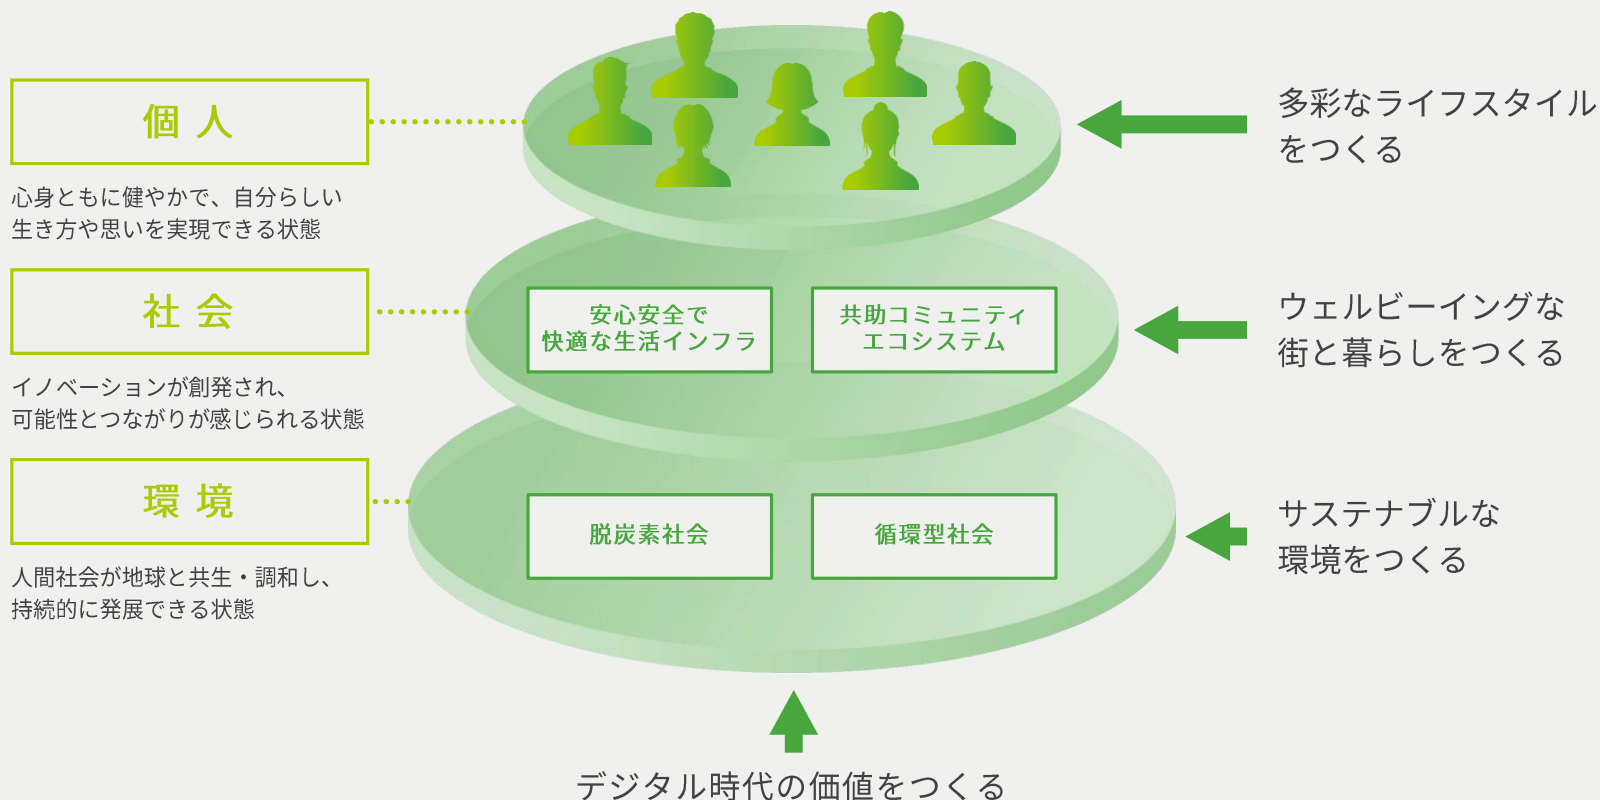 個人
心身ともに健やかで、自分らしい
生き方や思いを実現できる状態
多彩なライフスタイル
をつくる
社会
イノベーションが創発され、
可能性とつながりが感じられる状態
安心安全で
快適な生活インフラ
共助コミュニティ
エコシステム
ウェルビーイングな
街と暮らしをつくる
環境
人間社会が地球と共生・調和し、
持続的に発展できる状態
脱炭素社会
循環型社会
サステナブルな
環境をつくる
デジタル時代の価値をつくる